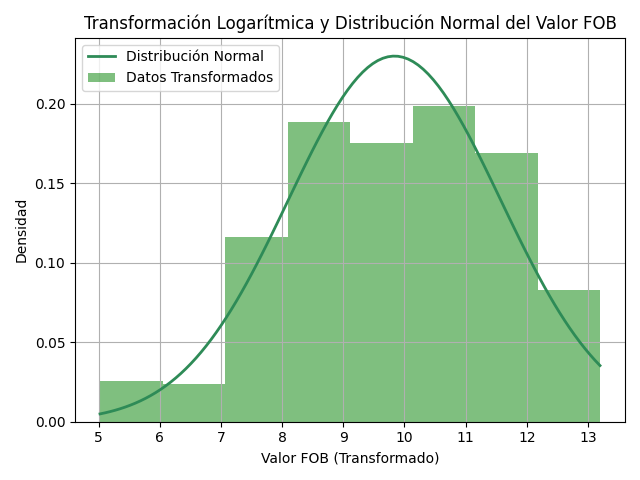 Transformación Logarítmica y Distribución Normal del Valor FOB
Distribución Normal
Datos Transformados
Densidad
0.20
0.15
0.10
0.05
0.00
5 6 7 8 9 10 11 12 13
Valor FOB (Transformado)